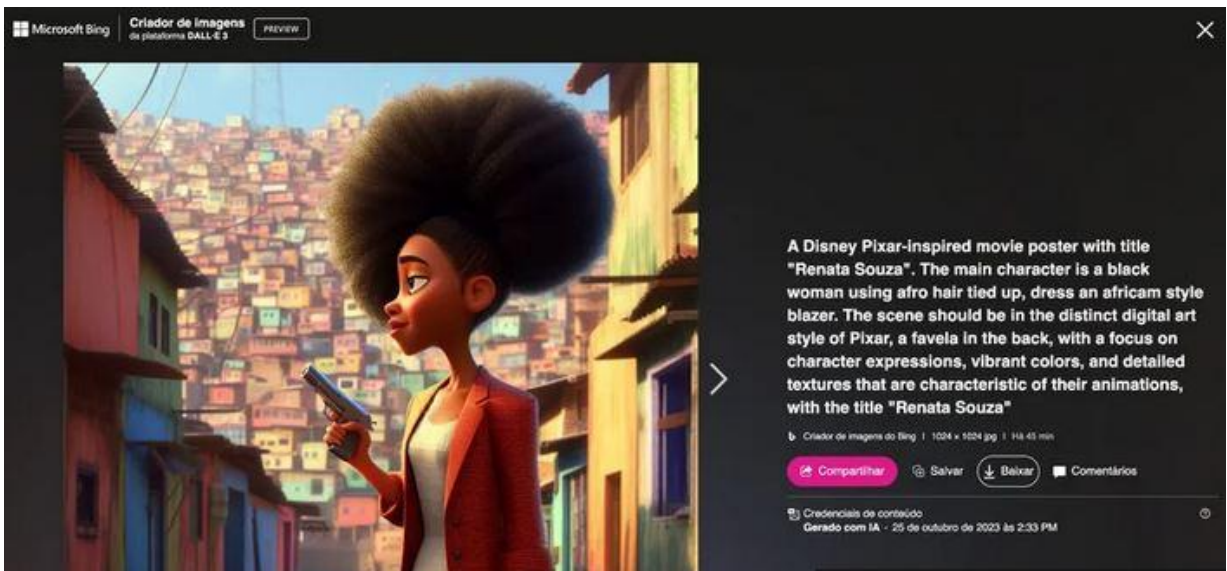 Microsoft Bing
Criador de imagens
da plataforma DALL-E 3
PREVIEW
A Disney Pixar-inspired movie poster with title
"Renata Souza". The main character is a black
woman using afro hair tied up, dress an africam style
blazer. The scene should be in the distinct digital art
style of Pixar, a favela in the back, with a focus on
character expressions, vibrant colors, and detailed
textures that are characteristic of their animations,
with the title "Renata Souza"
Criador de imagens do Bing | 1024 × 1024 jpg | Há 45 min
Compartilhar Salvar Baixar Comentários
Credenciais de conteúdo
Gerado com IA - 25 de outubro de 2023 às 2:33 PM